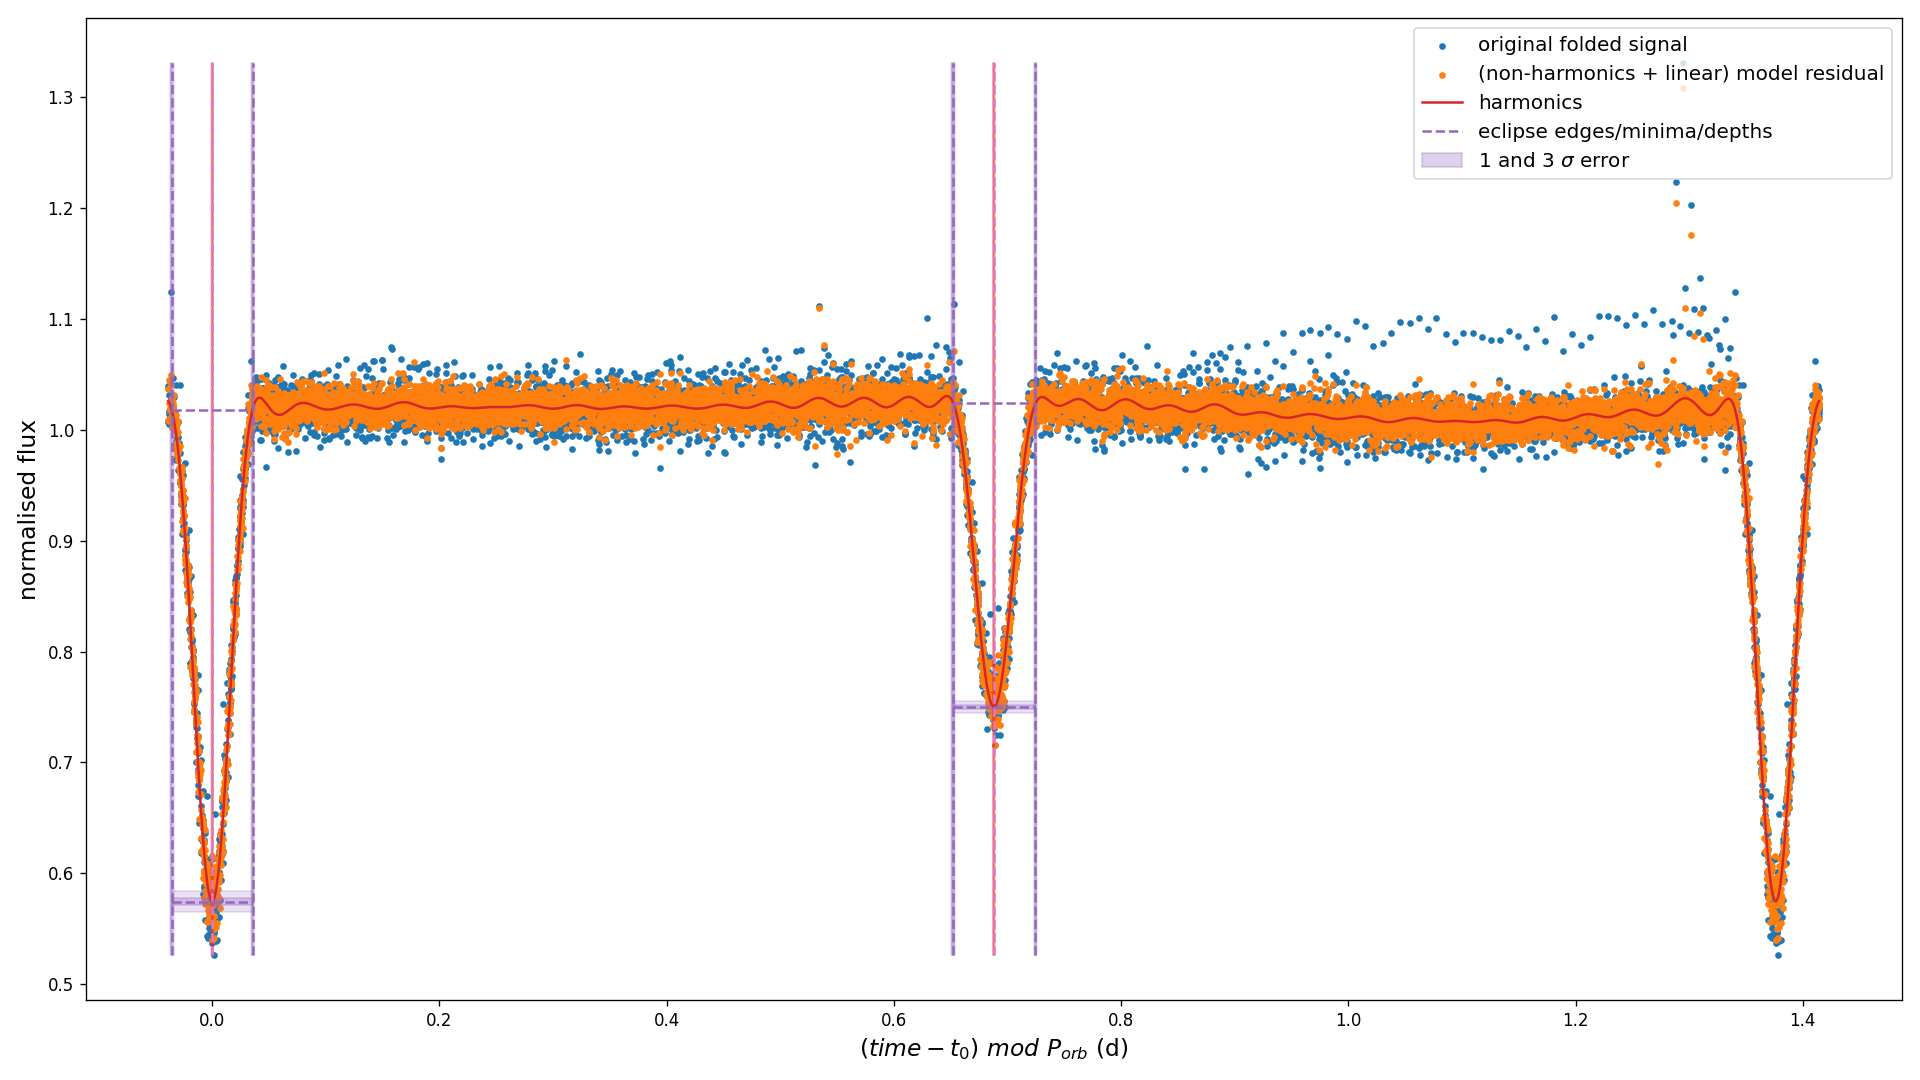 original folded signal
(non-harmonics + linear) model residual
harmonics
eclipse edges/minima/depths
1 and 3 σ error
normalised flux
1.3
1.2
1.1
1.0
0.9
0.8
0.7
0.6
0.5
0.0 0.2 0.4 0.6 0.8 1.0 1.2 1.4
(time − t₀) mod Pₒᵣb (d)